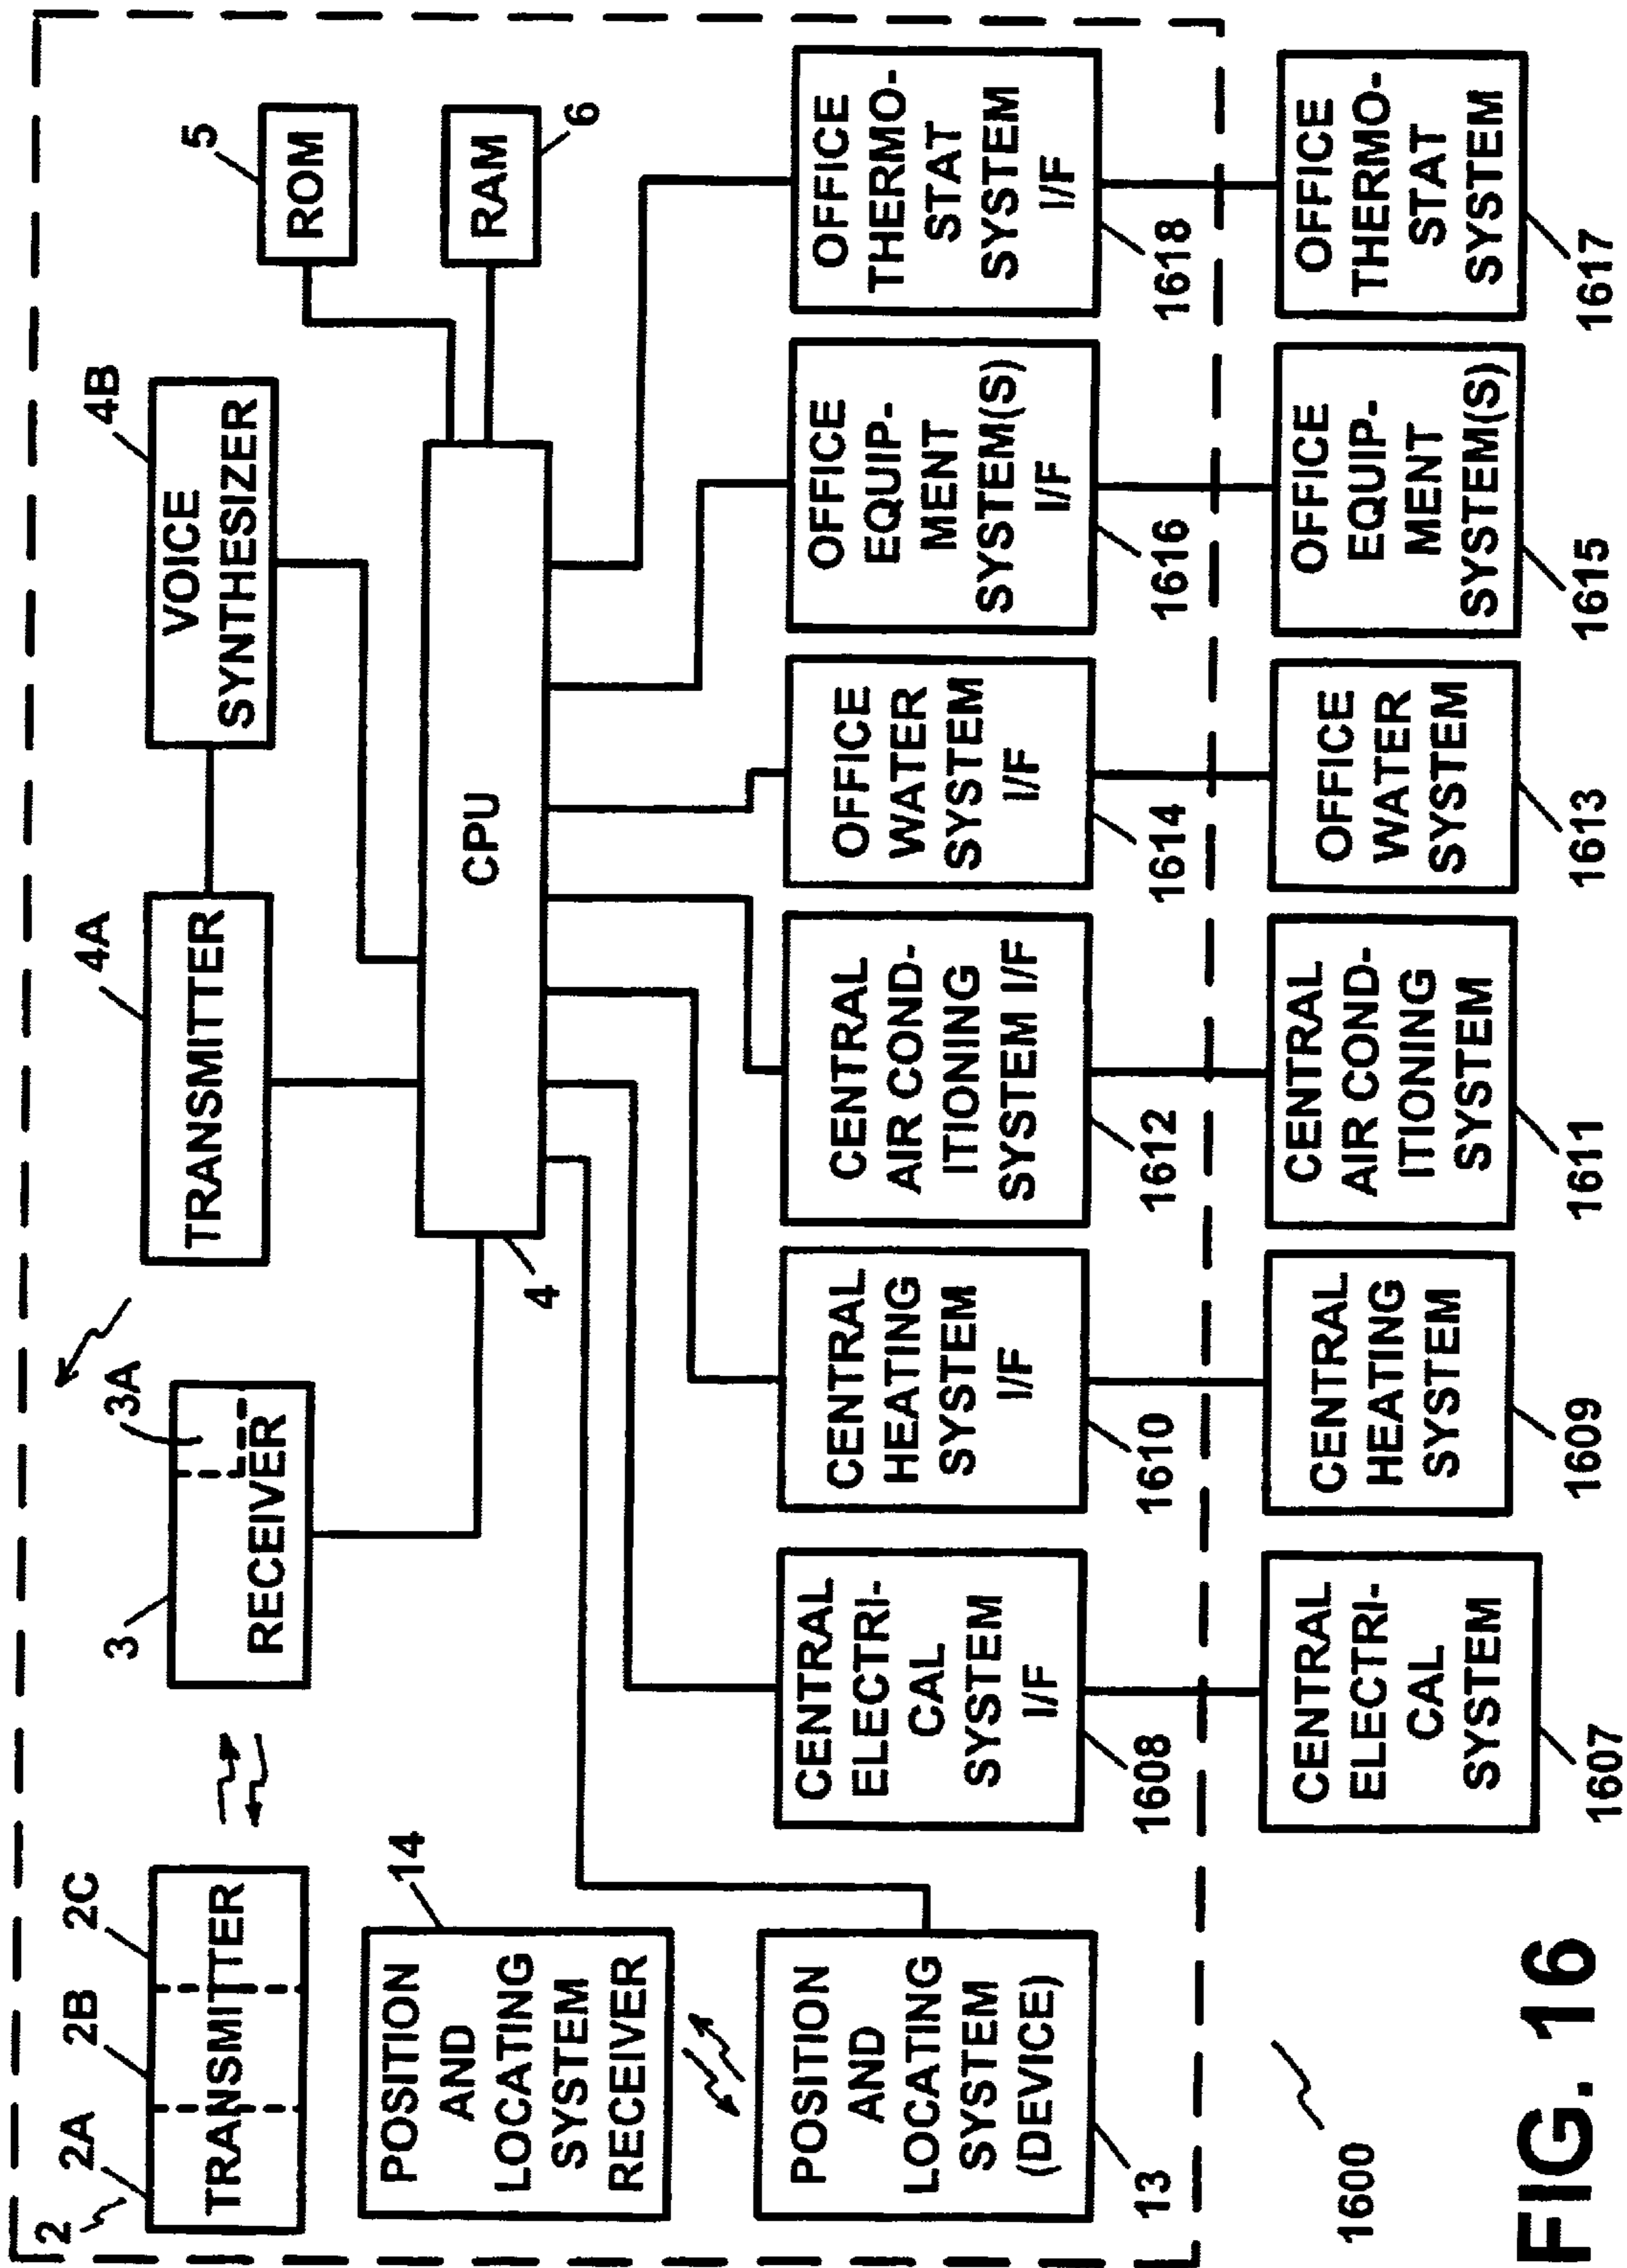 2
2A
2B
2C
TRANSMITTER
3
3A
RECEIVER
4A
TRANSMITTER
4B
VOICE
SYNTHESIZER
5
ROM
RAM
6
CPU
4
14
POSITION
AND
LOCATING
SYSTEM
RECEIVER
POSITION
AND
LOCATING
SYSTEM
(DEVICE)
13
CENTRAL
ELECTRI-
CAL
SYSTEM
I/F
1608
CENTRAL
HEATING
SYSTEM
I/F
1610
CENTRAL
AIR COND-
ITIONING
SYSTEM I/F
1612
OFFICE
WATER
SYSTEM
I/F
1614
OFFICE
EQUIP-
MENT
SYSTEM(S)
I/F
1616
OFFICE
THERMO-
STAT
SYSTEM
I/F
1618
CENTRAL
ELECTRI-
CAL
SYSTEM
1607
CENTRAL
HEATING
SYSTEM
1609
CENTRAL
AIR COND-
ITIONING
SYSTEM
1611
OFFICE
WATER
SYSTEM
1613
OFFICE
EQUIP-
MENT
SYSTEM(S)
1615
OFFICE
THERMO-
STAT
SYSTEM
1617
1600
FIG. 16